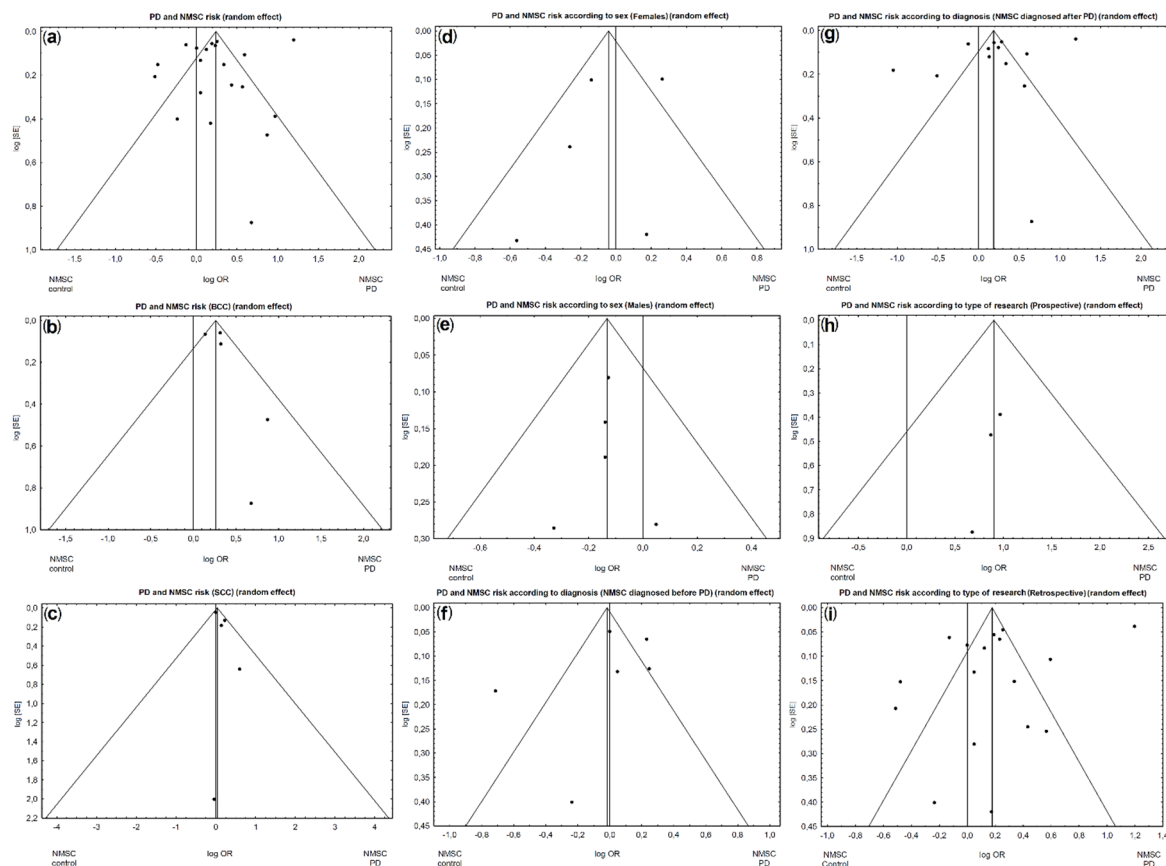 PD and NMSC risk (random effect)
(a)
log [SE]
0,0
0,2
0,4
0,6
0,8
1,0
-1,5 -1,0 -0,5 0,0 0,5 1,0 1,5 2,0
NMSC control
log OR
NMSC PD
PD and NMSC risk according to sex (Females) (random effect)
(d)
log [SE]
0,00
0,05
0,10
0,15
0,20
0,25
0,30
0,35
0,40
0,45
-1,0 -0,8 -0,6 -0,4 -0,2 0,0 0,2 0,4 0,6 0,8
NMSC control
log OR
NMSC PD
PD and NMSC risk according to diagnosis (NMSC diagnosed after PD) (random effect)
(g)
log [SE]
0,0
0,2
0,4
0,6
0,8
1,0
-1,5 -1,0 -0,5 0,0 0,5 1,0 1,5 2,0
NMSC control
log OR
NMSC PD
PD and NMSC risk (BCC) (random effect)
(b)
log [SE]
0,0
0,2
0,4
0,6
0,8
1,0
-1,5 -1,0 -0,5 0,0 0,5 1,0 1,5 2,0
NMSC control
log OR
NMSC PD
PD and NMSC risk according to sex (Males) (random effect)
(e)
log [SE]
0,00
0,05
0,10
0,15
0,20
0,25
0,30
-0,6 -0,4 -0,2 0,0 0,2 0,4
NMSC control
log OR
NMSC PD
PD and NMSC risk according to type of research (Prospective) (random effect)
(h)
log [SE]
0,0
0,1
0,2
0,3
0,4
0,5
0,6
0,7
0,8
0,9
-0,5 0,0 0,5 1,0 1,5 2,0 2,5
NMSC control
log OR
NMSC PD
PD and NMSC risk (SCC) (random effect)
(c)
log [SE]
0,0
0,2
0,4
0,6
0,8
1,0
1,2
1,4
1,6
1,8
2,0
2,2
-4 -3 -2 -1 0 1 2 3 4
NMSC control
log OR
NMSC PD
PD and NMSC risk according to diagnosis (NMSC diagnosed before PD) (random effect)
(f)
log [SE]
0,00
0,05
0,10
0,15
0,20
0,25
0,30
0,35
0,40
0,45
-1,0 -0,8 -0,6 -0,4 -0,2 0,0 0,2 0,4 0,6 0,8 1,0
NMSC control
log OR
NMSC PD
PD and NMSC risk according to type of research (Retrospective) (random effect)
(i)
log [SE]
0,00
0,05
0,10
0,15
0,20
0,25
0,30
0,35
0,40
0,45
-1,0 -0,8 -0,6 -0,4 -0,2 0,0 0,2 0,4 0,6 0,8 1,0 1,2 1,4
NMSC control
log OR
NMSC PD